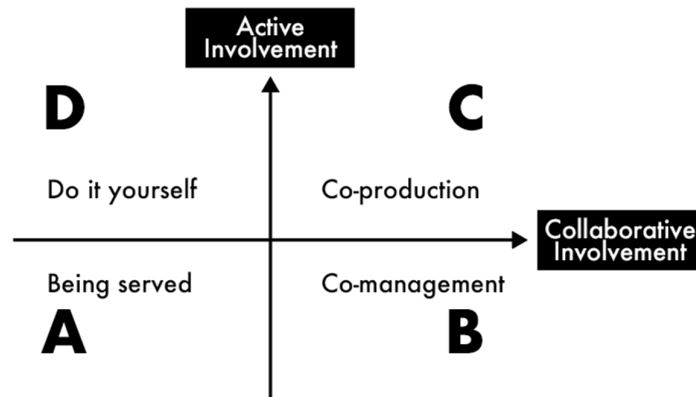 Active
Involvement
D
C
Do it yourself
Co-production
Collaborative
Involvement
Being served
Co-management
A
B